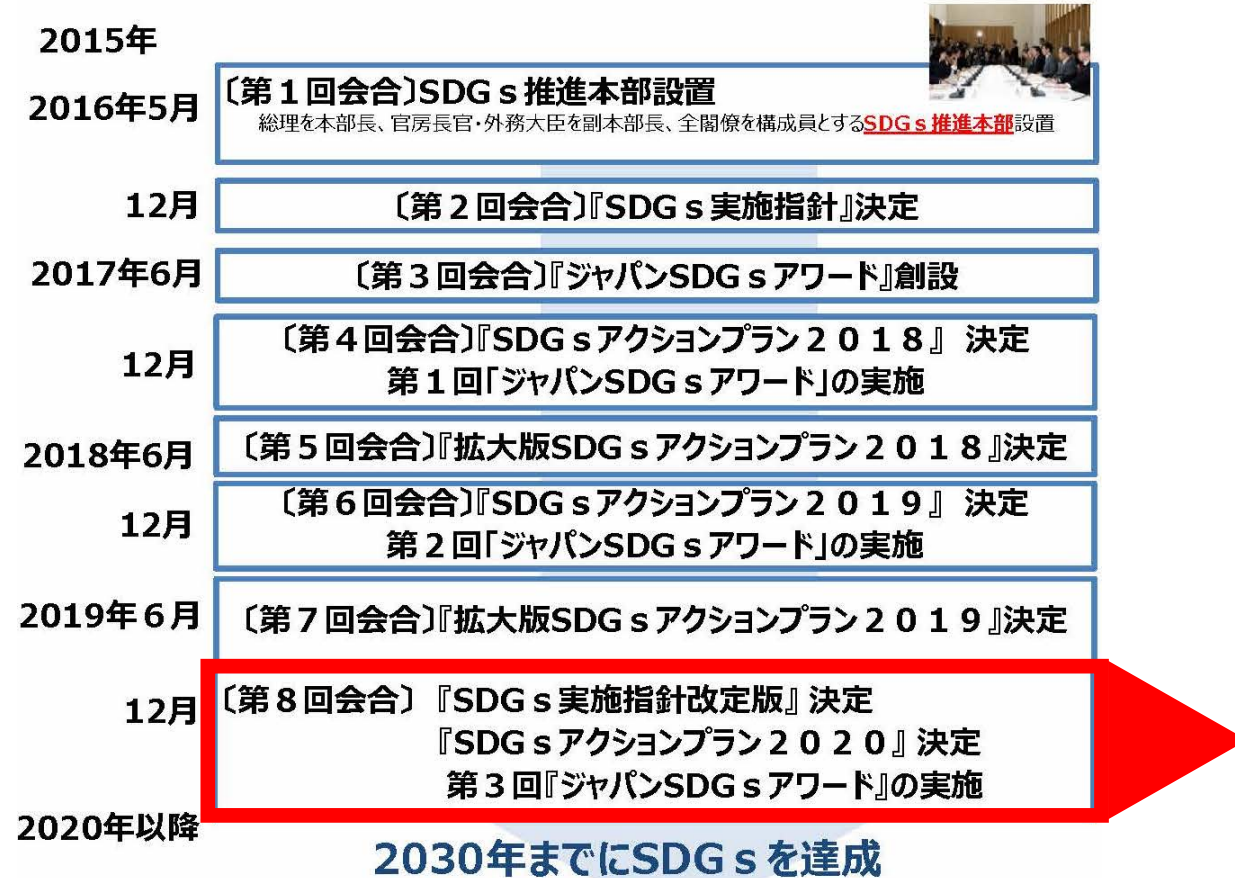 2015年
2016年5月
〔第１回会合〕SDGｓ推進本部設置
総理を本部長、官房長官・外務大臣を副本部長、全閣僚を構成員とするSDGｓ推進本部設置
12月
〔第２回会合〕『SDGｓ実施指針』決定
2017年6月
〔第３回会合〕『ジャパンSDGｓアワード』創設
12月
〔第４回会合〕『SDGｓアクションプラン２０１８』 決定
第１回「ジャパンSDGｓアワード」の実施
2018年6月
〔第５回会合〕『拡大版SDGｓアクションプラン２０１８』決定
12月
〔第６回会合〕『SDGｓアクションプラン２０１９』 決定
第２回「ジャパンSDGｓアワード」の実施
2019年６月
〔第７回会合〕『拡大版SDGｓアクションプラン２０１９』決定
12月
〔第８回会合〕『SDGｓ実施指針改定版』決定
『SDGｓアクションプラン２０２０』決定
第３回『ジャパンSDGｓアワード』の実施
2020年以降
2030年までにSDGｓを達成